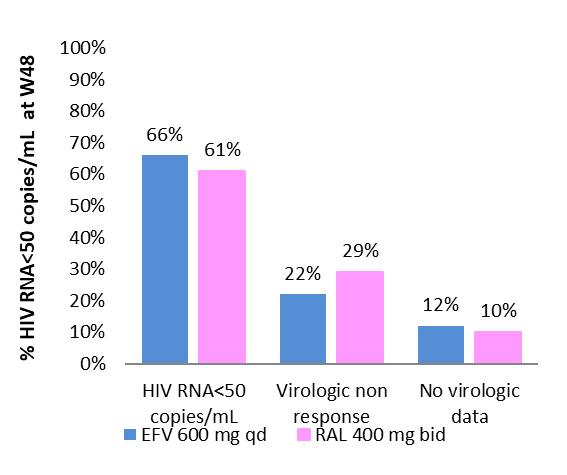 % HIV RNA<50 copies/mL at W48
100%
90%
80%
70%
60%
50%
40%
30%
20%
10%
0%
66%
61%
22%
29%
12%
10%
HIV RNA<50
copies/mL
Virologic non
response
No virologic
data
EFV 600 mg qd
RAL 400 mg bid